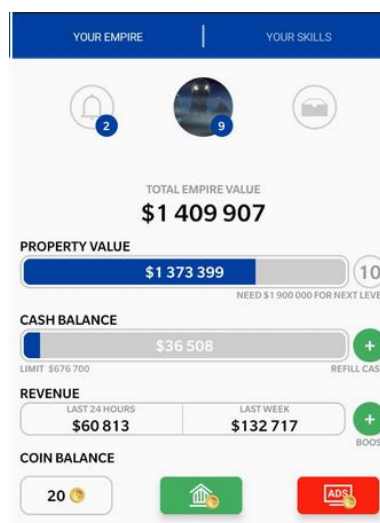 YOUR EMPIRE YOUR SKILLS
2 9
TOTAL EMPIRE VALUE
$1 409 907
PROPERTY VALUE
$1 373 399 10
NEED $1 900 000 FOR NEXT LEVE
CASH BALANCE
$36 508 +
LIMIT $676 700 REFILL CAS
REVENUE
LAST 24 HOURS LAST WEEK
$60 813 $132 717 +
BOOS
COIN BALANCE
20 ADS